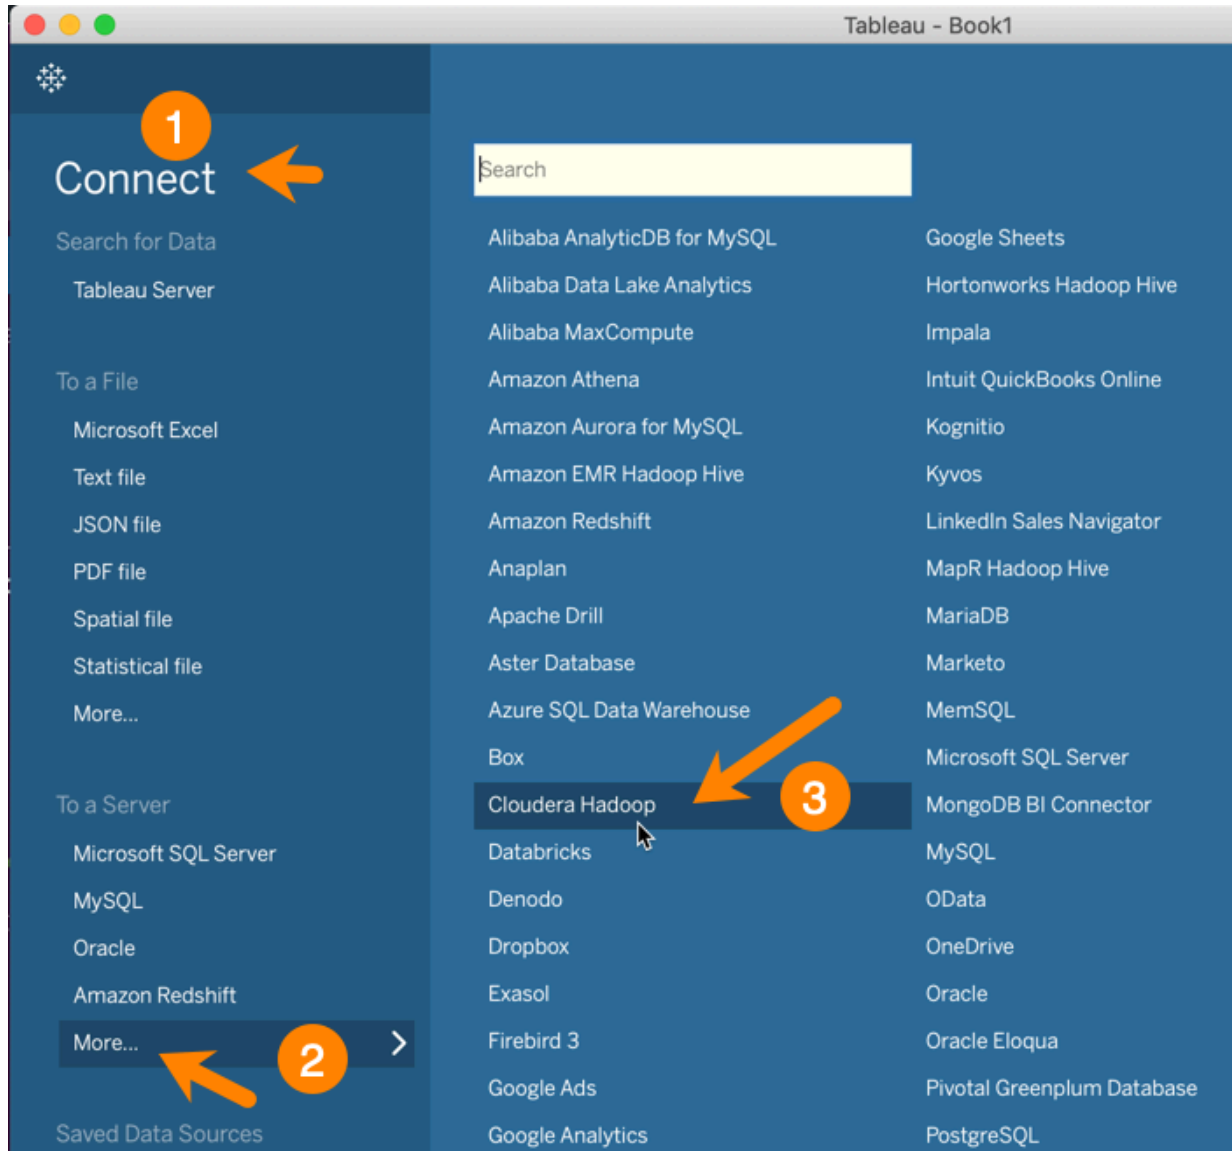 Tableau - Book1
1
Connect
Search for Data
Tableau Server
To a File
Microsoft Excel
Text file
JSON file
PDF file
Spatial file
Statistical file
More...
To a Server
Microsoft SQL Server
MySQL
Oracle
Amazon Redshift
More...
2
Saved Data Sources
Search
Alibaba AnalyticDB for MySQL
Alibaba Data Lake Analytics
Alibaba MaxCompute
Amazon Athena
Amazon Aurora for MySQL
Amazon EMR Hadoop Hive
Amazon Redshift
Anaplan
Apache Drill
Aster Database
Azure SQL Data Warehouse
Box
Cloudera Hadoop
3
Databricks
Denodo
Dropbox
Exasol
Firebird 3
Google Ads
Google Analytics
Google Sheets
Hortonworks Hadoop Hive
Impala
Intuit QuickBooks Online
Kognitio
Kyvos
LinkedIn Sales Navigator
MapR Hadoop Hive
MariaDB
Marketo
MemSQL
Microsoft SQL Server
MongoDB BI Connector
MySQL
OData
OneDrive
Oracle
Oracle Eloqua
Pivotal Greenplum Database
PostgreSQL